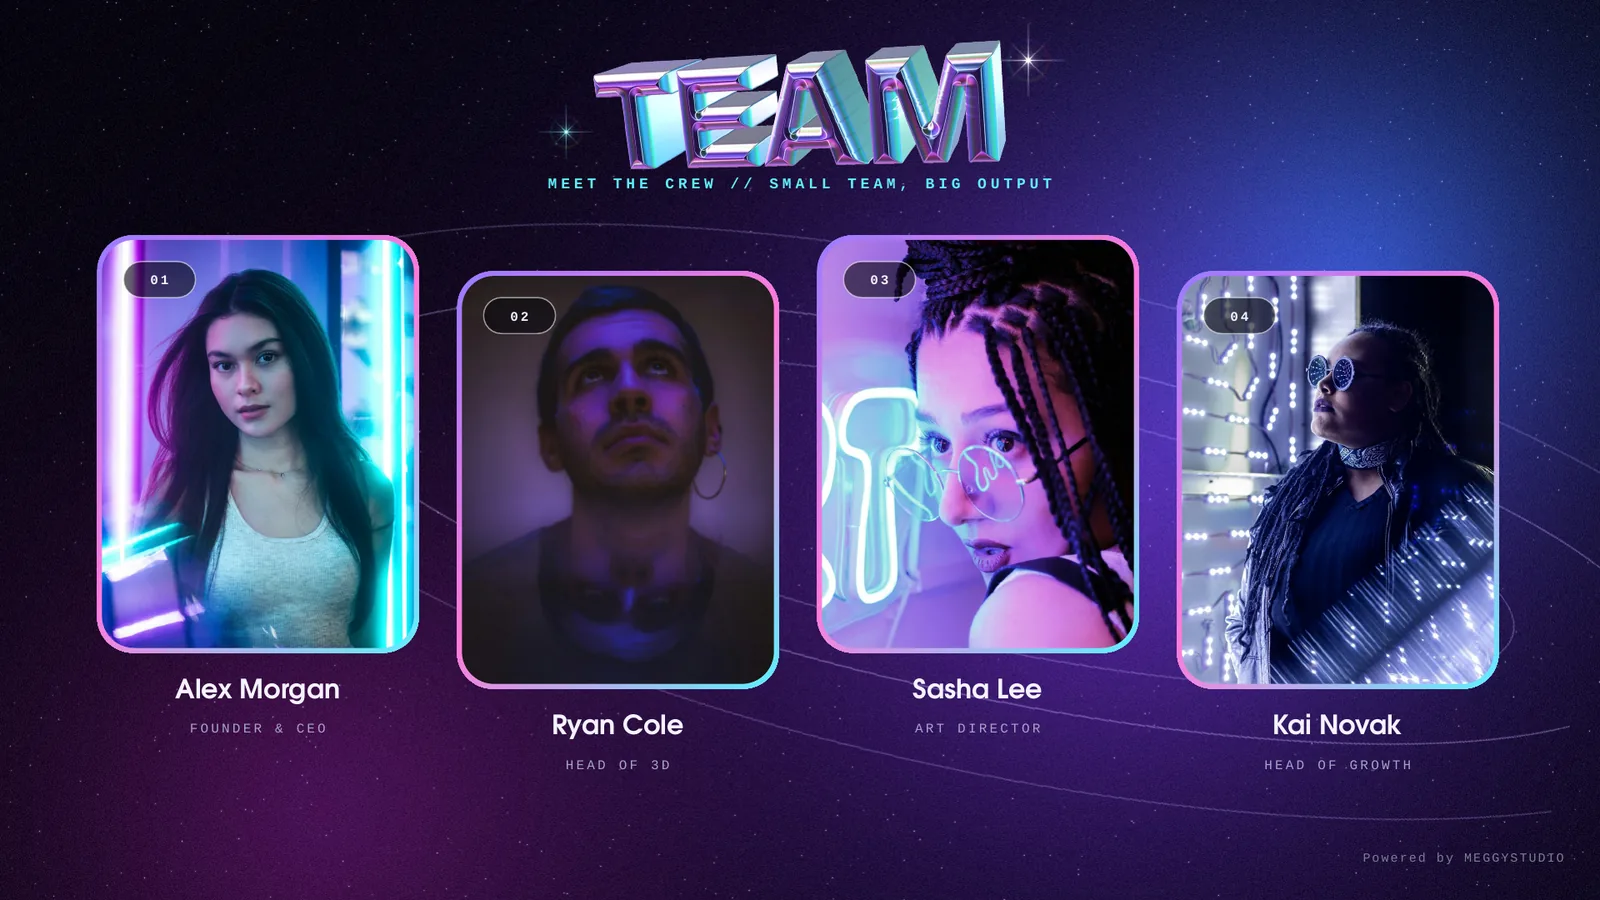 TEAM
MEET THE CREW // SMALL TEAM, BIG OUTPUT
01
02
03
04
Alex Morgan
FOUNDER & CEO
Ryan Cole
HEAD OF 3D
Sasha Lee
ART DIRECTOR
Kai Novak
HEAD OF GROWTH
Powered by MEGGYSTUDIO